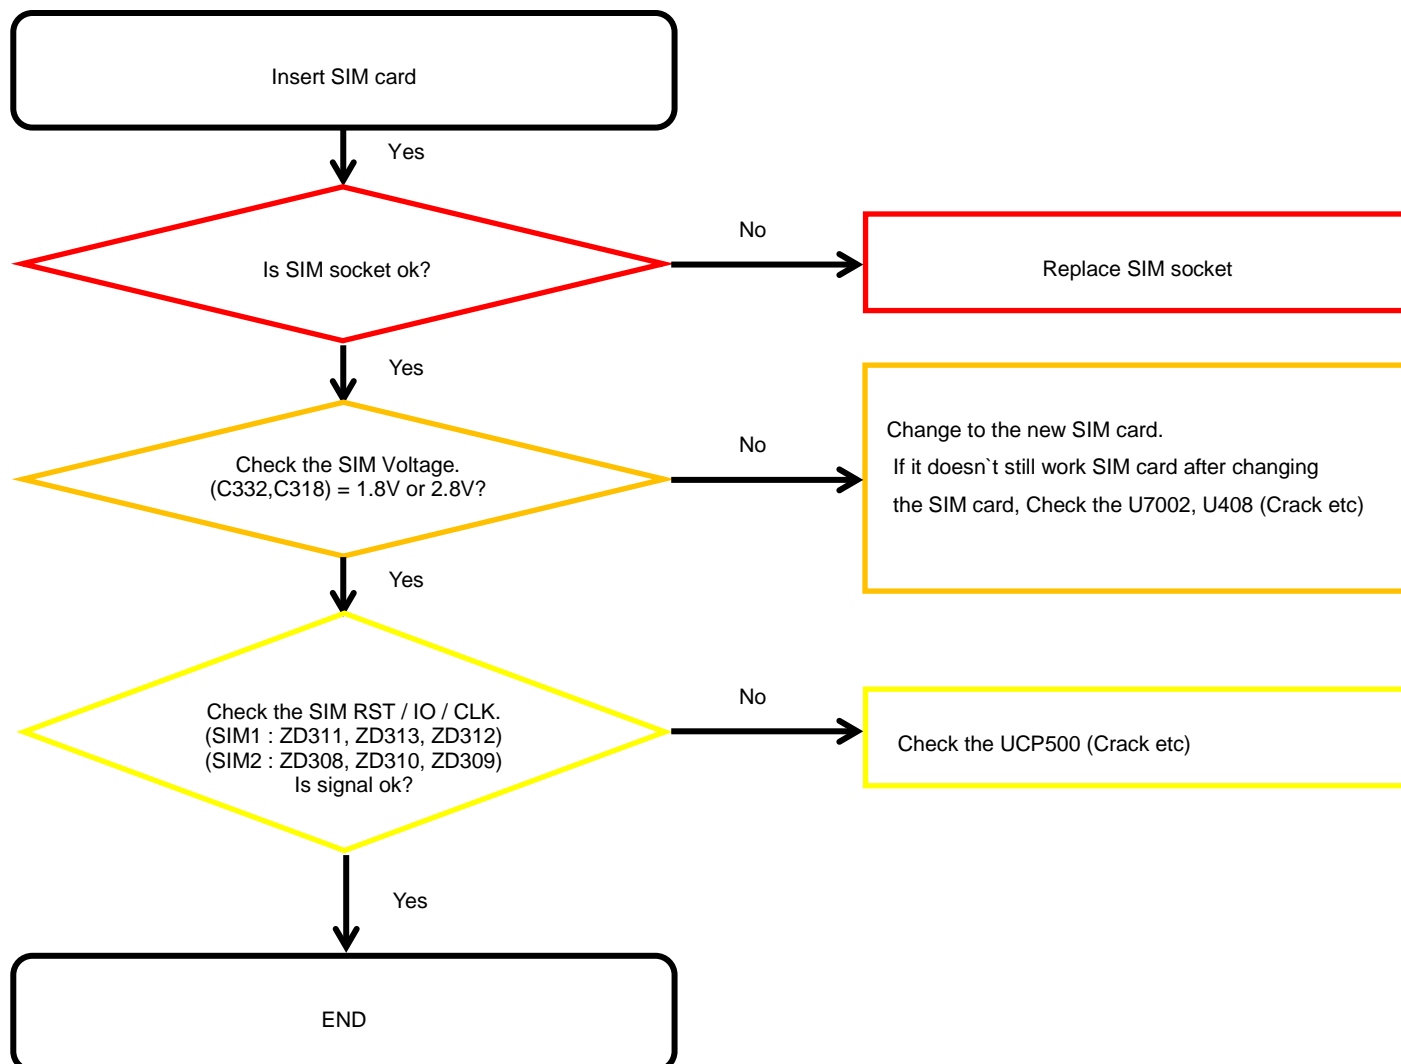 Insert SIM card
Yes
Is SIM socket ok?
No
Replace SIM socket
Yes
Check the SIM Voltage.
(C332,C318) = 1.8V or 2.8V?
No
Change to the new SIM card.
If it doesn`t still work SIM card after changing
the SIM card, Check the U7002, U408 (Crack etc)
Yes
Check the SIM RST / IO / CLK.
(SIM1 : ZD311, ZD313, ZD312)
(SIM2 : ZD308, ZD310, ZD309)
Is signal ok?
No
Check the UCP500 (Crack etc)
Yes
END